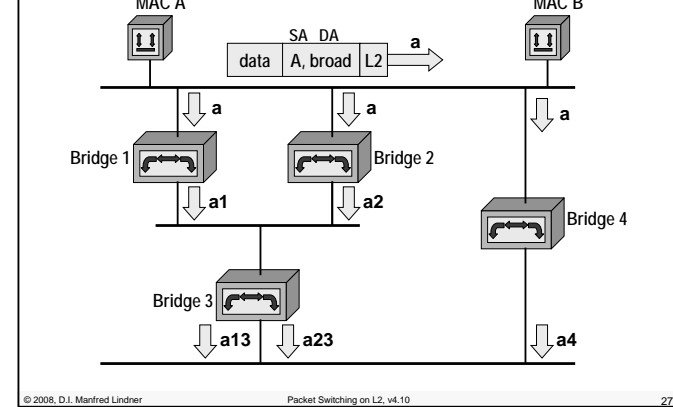 MAC A
MAC B
SA DA
data A, broad L2
a
a
a
a
Bridge 1
Bridge 2
a1
a2
Bridge 4
Bridge 3
a13
a23
a4
© 2008, D.I. Manfred Lindner
Packet Switching on L2, v4.10
27